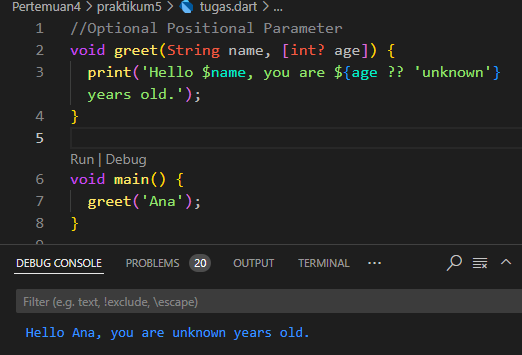 Pertemuan4 > praktikum5 > tugas.dart > ...
1 //Optional Positional Parameter
2 void greet(String name, [int? age]) {
3 print('Hello $name, you are ${age ?? 'unknown'}
years old.');
4 }
5
Run | Debug
6 void main() {
7 greet('Ana');
8 }
DEBUG CONSOLE PROBLEMS 20 OUTPUT TERMINAL ...
Filter (e.g. text, !exclude, \escape)
Hello Ana, you are unknown years old.